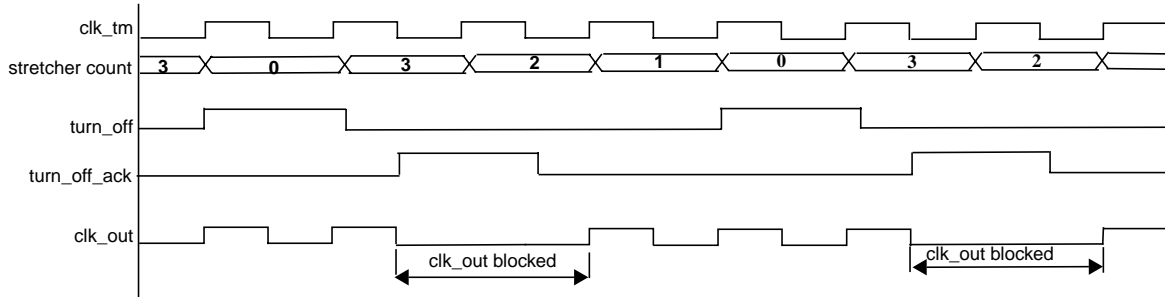 clk_tm
stretcher count 3 0 3 2 1 0 3 2
turn_off
turn_off_ack
clk_out
clk_out blocked clk_out blocked